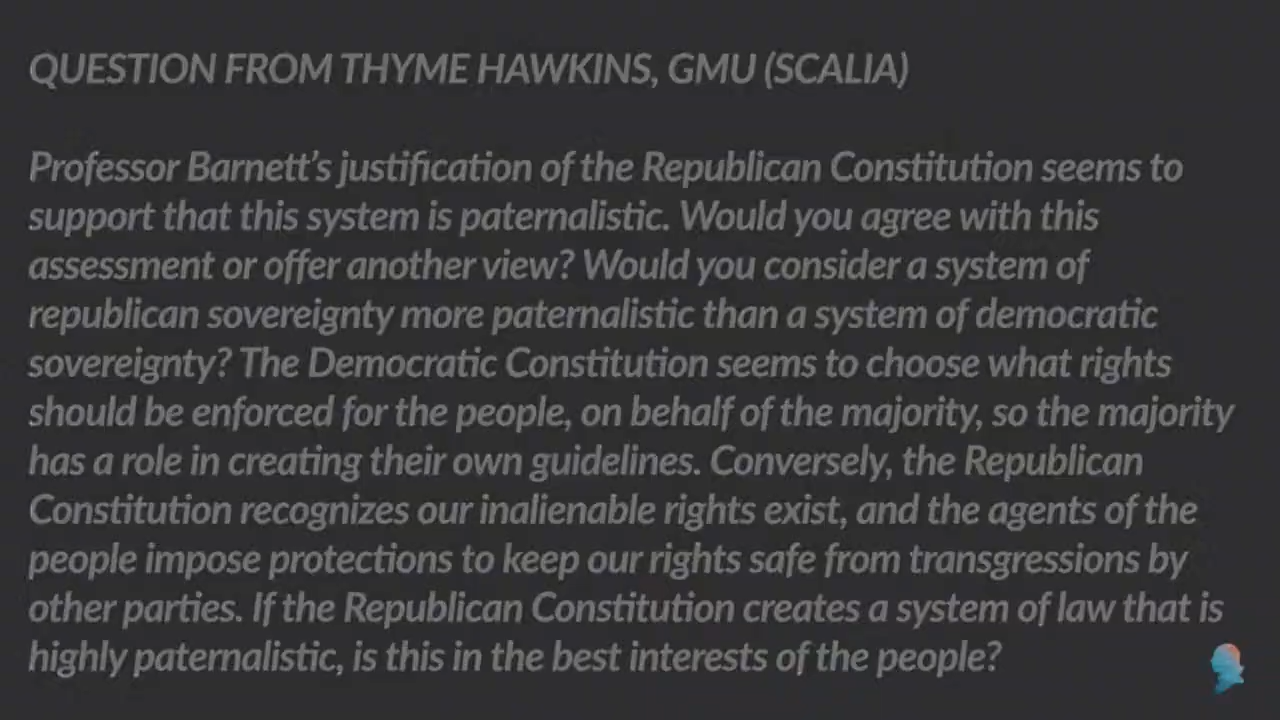 QUESTION FROM THYME HAWKINS, GMU (SCALIA)
Professor Barnett's justification of the Republican Constitution seems to
support that this system is paternalistic. Would you agree with this
assessment or offer another view? Would you consider a system of
republican sovereignty more paternalistic than a system of democratic
sovereignty? The Democratic Constitution seems to choose what rights
should be enforced for the people, on behalf of the majority, so the majority
has a role in creating their own guidelines. Conversely, the Republican
Constitution recognizes our inalienable rights exist, and the agents of the
people impose protections to keep our rights safe from transgressions by
other parties. If the Republican Constitution creates a system of law that is
highly paternalistic, is this in the best interests of the people?